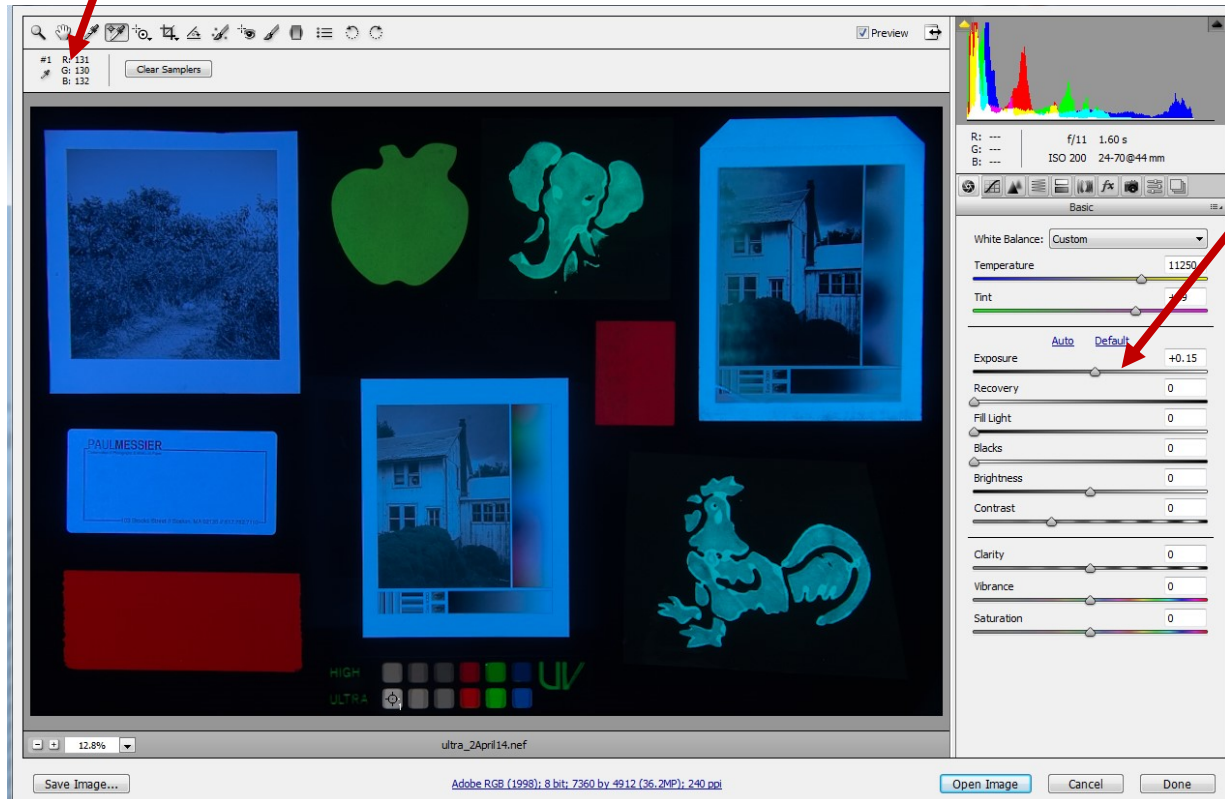 Preview
#1 R: 131
G: 130
B: 132
Clear Samplers
R: ---
G: ---
B: ---
f/11 1.60 s
ISO 200 24-70@44 mm
fx
Basic
White Balance: Custom
Temperature 11250
Tint
Auto Default
Exposure +0.15
Recovery 0
Fill Light 0
Blacks 0
Brightness 0
Contrast 0
Clarity 0
Vibrance 0
Saturation 0
PAULMESSIER
HIGH
ULTRA
UV
1
12.8%
ultra_2April14.nef
Save Image...
Adobe RGB (1998); 8 bit; 7360 by 4912 (36.2MP); 240 ppi
Open Image
Cancel
Done